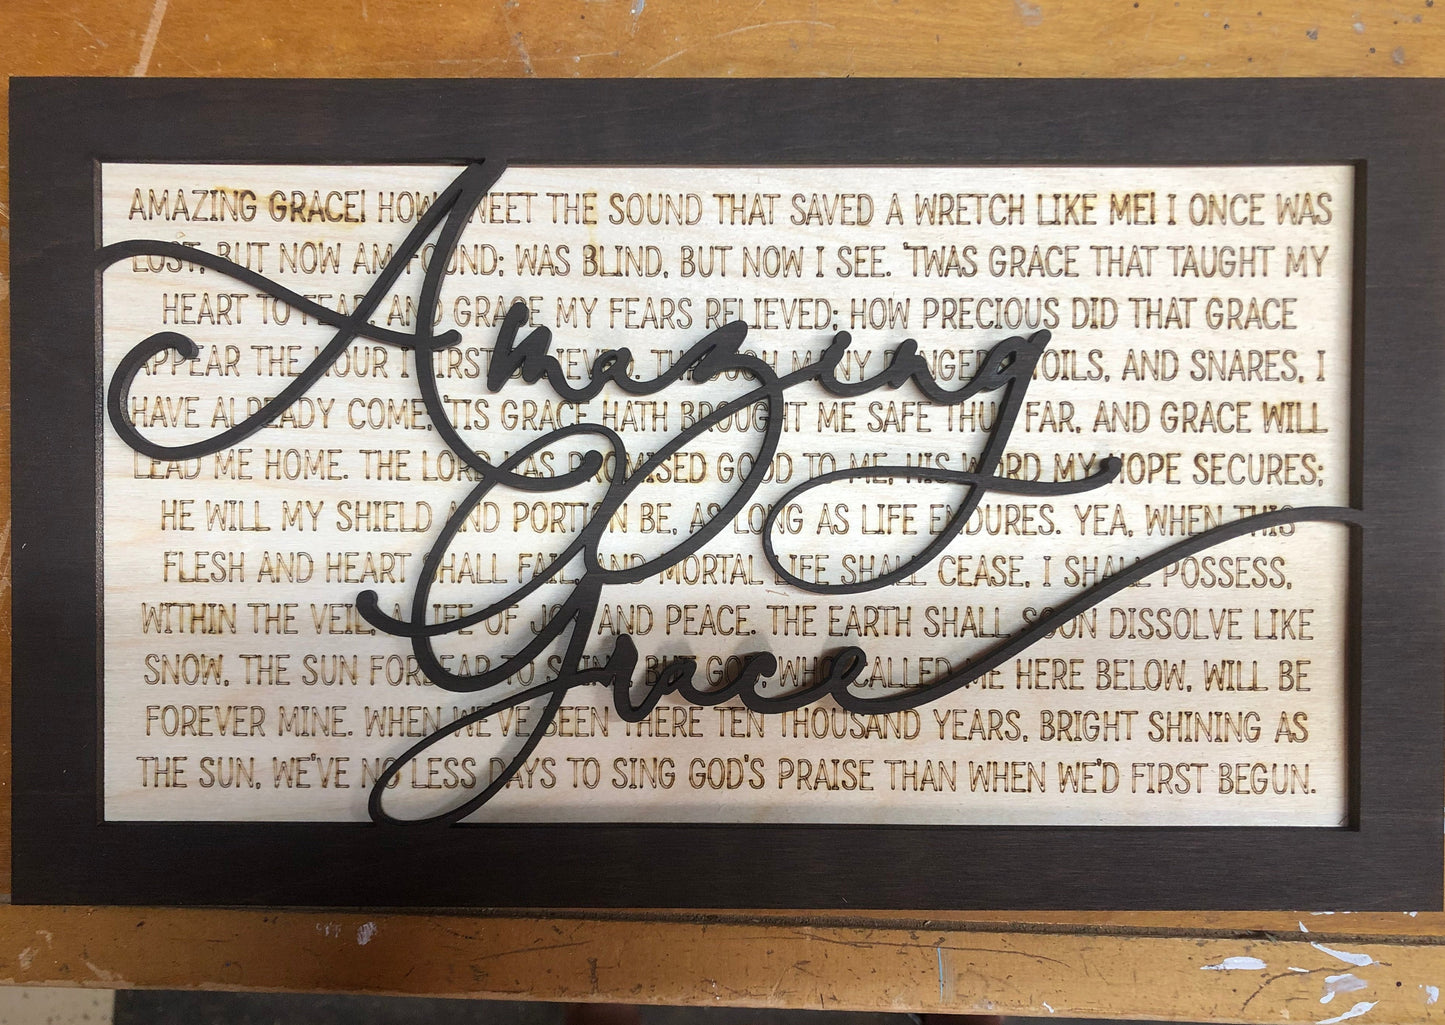 AMAZING GRACE! HOW SWEET THE SOUND THAT SAVED A WRETCH LIKE ME! I ONCE WAS
LOST, BUT NOW AM FOUND; WAS BLIND, BUT NOW I SEE. 'TWAS GRACE THAT TAUGHT MY
HEART TO FEAR, AND GRACE MY FEARS RELIEVED; HOW PRECIOUS DID THAT GRACE
APPEAR THE HOUR I FIRST BELIEVED. THROUGH MANY DANGERS, TOILS, AND SNARES, I
HAVE ALREADY COME, 'TIS GRACE HATH BROUGHT ME SAFE THUS FAR, AND GRACE WILL
LEAD ME HOME. THE LORD HAS PROMISED GOOD TO ME, HIS WORD MY HOPE SECURES;
HE WILL MY SHIELD AND PORTION BE, AS LONG AS LIFE ENDURES. YEA, WHEN THIS
FLESH AND HEART SHALL FAIL, AND MORTAL LIFE SHALL CEASE, I SHALL POSSESS,
WITHIN THE VEIL, A LIFE OF JOY AND PEACE. THE EARTH SHALL SOON DISSOLVE LIKE
SNOW, THE SUN FORBEAR TO SHINE; BUT GOD, WHO CALLED ME HERE BELOW, WILL BE
FOREVER MINE. WHEN WE'VE BEEN THERE TEN THOUSAND YEARS, BRIGHT SHINING AS
THE SUN, WE'VE NO LESS DAYS TO SING GOD'S PRAISE THAN WHEN WE'D FIRST BEGUN.
Amazing
Grace